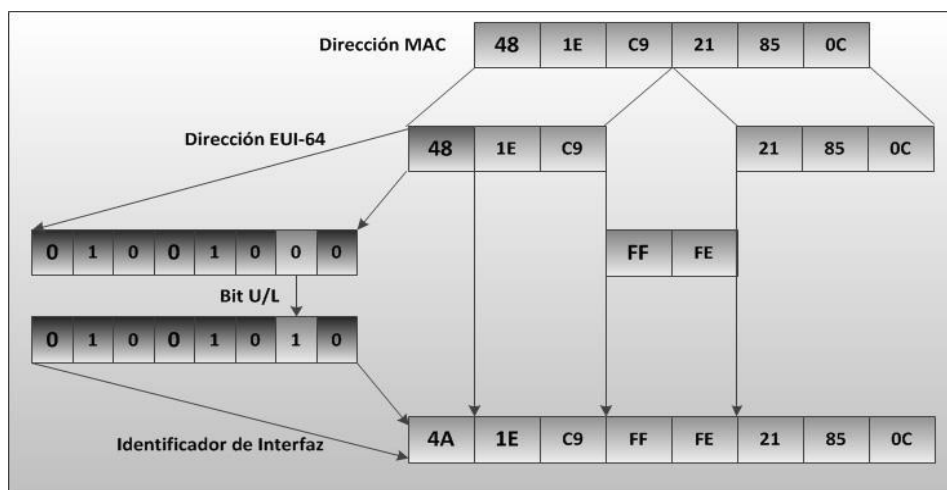 Dirección MAC 48 1E C9 21 85 0C
Dirección EUI-64
48 1E C9 21 85 0C
0 1 0 0 1 0 0 0
FF FE
Bit U/L
0 1 0 0 1 0 1 0
Identificador de Interfaz
4A 1E C9 FF FE 21 85 0C